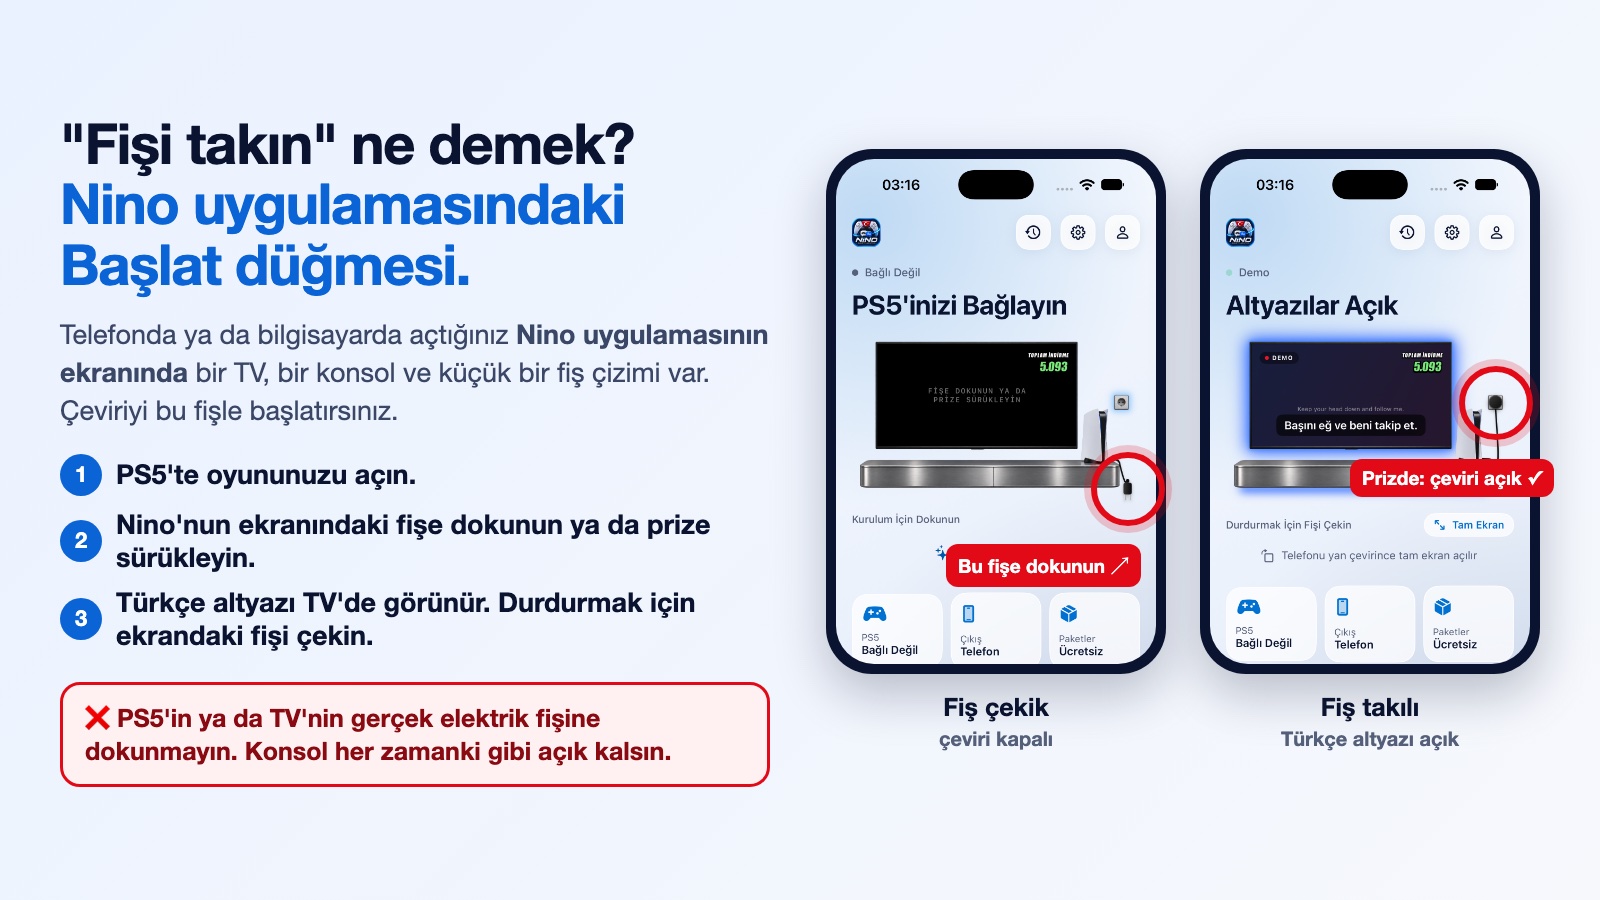 "Fişi takın" ne demek?
Nino uygulamasındaki
Başlat düğmesi.
Telefonda ya da bilgisayarda açtığınız Nino uygulamasının
ekranında bir TV, bir konsol ve küçük bir fiş çizimi var.
Çeviriyi bu fişle başlatırsınız.
1 PS5'te oyununuzu açın.
2 Nino'nun ekranındaki fişe dokunun ya da prize
sürükleyin.
3 Türkçe altyazı TV'de görünür. Durdurmak için
ekrandaki fişi çekin.
❌ PS5'in ya da TV'nin gerçek elektrik fişine
dokunmayın. Konsol her zamanki gibi açık kalsın.
03:16
NINO
Bağlı Değil
PS5'inizi Bağlayın
TOPLAM İNDİRME
5.093
FİŞE DOKUNUN YA DA
PRİZE SÜRÜKLEYİN
Kurulum İçin Dokunun
Bu fişe dokunun ↗
PS5
Bağlı Değil
Çıkış
Telefon
Paketler
Ücretsiz
Fiş çekik
çeviri kapalı
03:16
NINO
Demo
Altyazılar Açık
DEMO
TOPLAM İNDİRME
5.093
Keep your head down and follow me.
Başını eğ ve beni takip et.
Prizde: çeviri açık ✓
Durdurmak İçin Fişi Çekin
Tam Ekran
Telefonu yan çevirince tam ekran açılır
PS5
Bağlı Değil
Çıkış
Telefon
Paketler
Ücretsiz
Fiş takılı
Türkçe altyazı açık